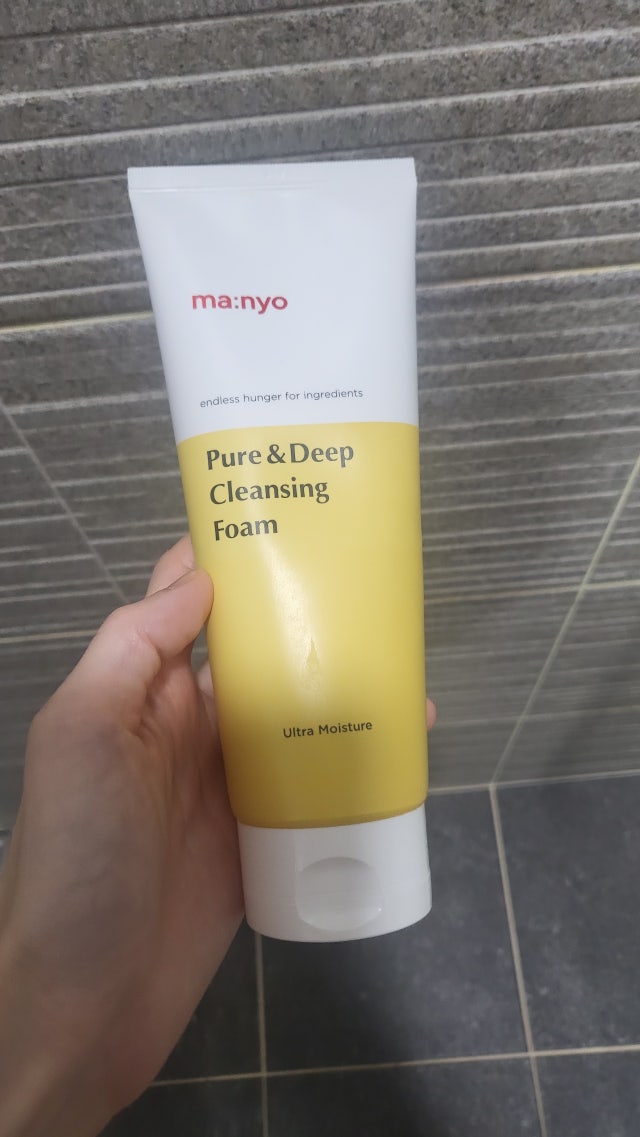 ma:nyo
endless hunger for ingredients
Pure & Deep
Cleansing
Foam
Ultra Moisture